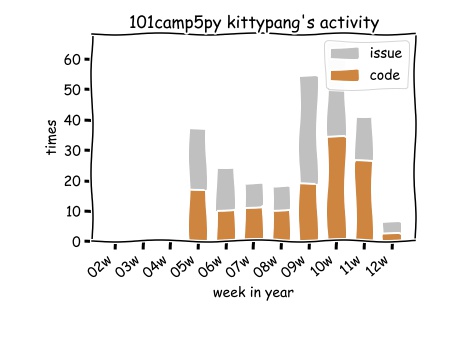 101camp5py kittypang's activity
issue
code
60
50
40
30
20
10
0
times
02w
03w
04w
05w
06w
07w
08w
09w
10w
11w
12w
week in year